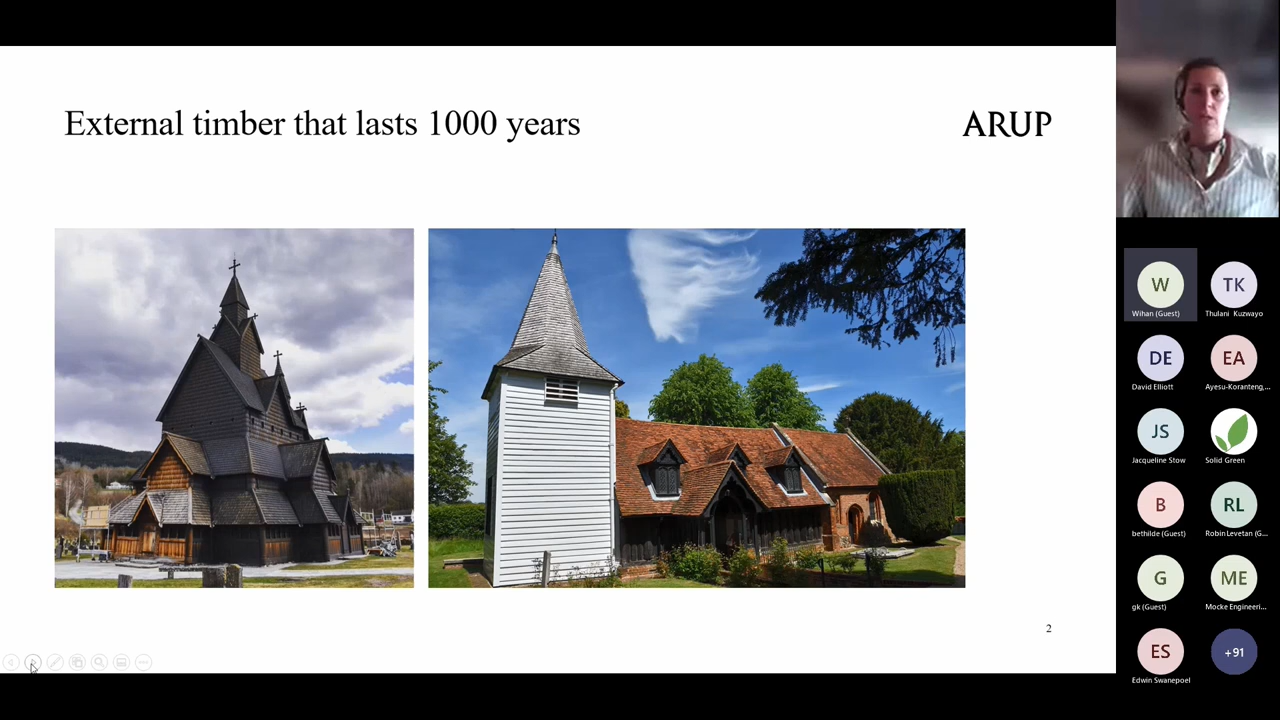 External timber that lasts 1000 years
ARUP
2
W
Wihan (Guest)
TK
Thulani Kuzwayo
DE
David Elliott
EA
Ayesu-Koranteng,...
JS
Jacqueline Stow
Solid Green
B
bethilde (Guest)
RL
Robin Levetan (G...
G
gk (Guest)
ME
Mocke Engineeri...
ES
Edwin Swanepoel
+91